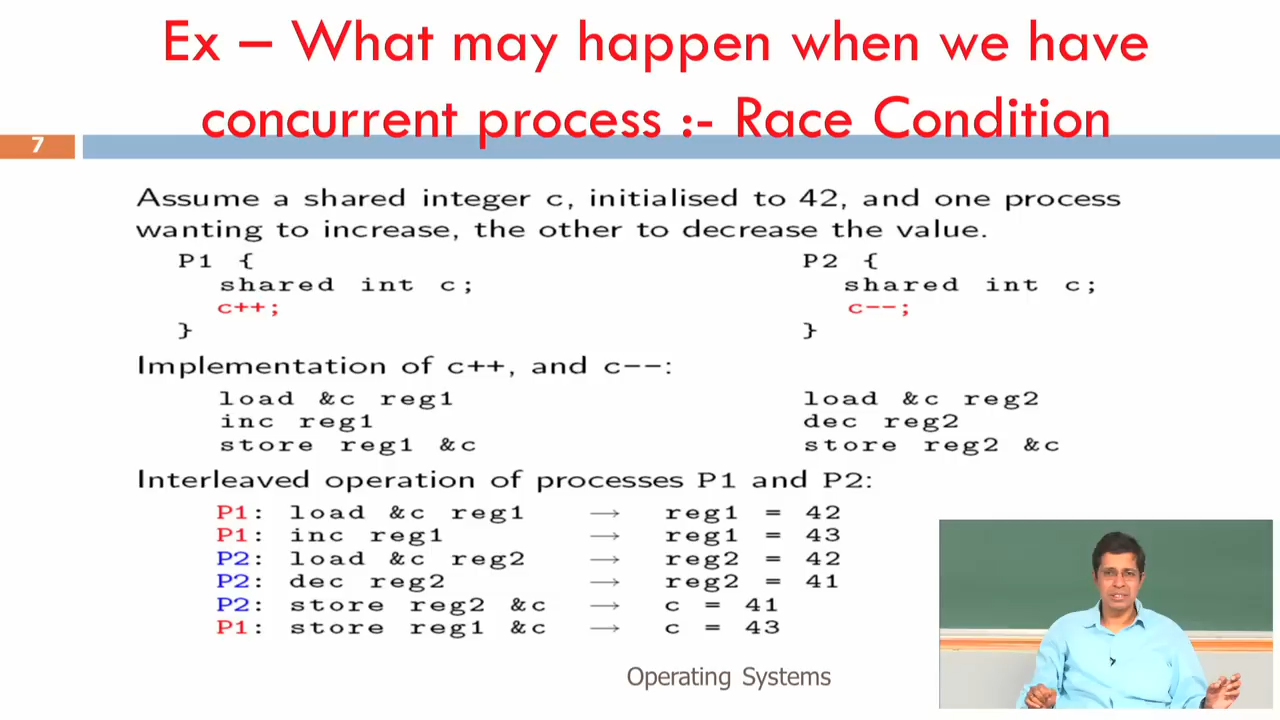 Ex – What may happen when we have
concurrent process :- Race Condition
7
Assume a shared integer c, initialised to 42, and one process
wanting to increase, the other to decrease the value.
P1 { P2 {
shared int c; shared int c;
c++; c--;
} }
Implementation of c++, and c--:
load &c reg1 load &c reg2
inc reg1 dec reg2
store reg1 &c store reg2 &c
Interleaved operation of processes P1 and P2:
P1: load &c reg1 → reg1 = 42
P1: inc reg1 → reg1 = 43
P2: load &c reg2 → reg2 = 42
P2: dec reg2 → reg2 = 41
P2: store reg2 &c → c = 41
P1: store reg1 &c → c = 43
Operating Systems